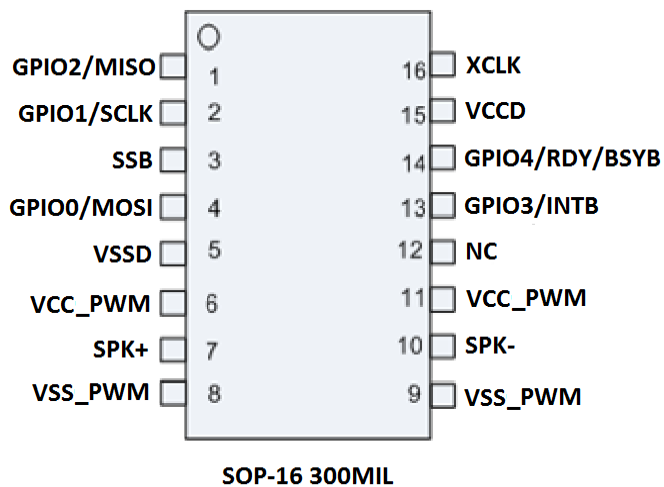 GPIO2/MISO 1 16 XCLK
GPIO1/SCLK 2 15 VCCD
SSB 3 14 GPIO4/RDY/BSYB
GPIO0/MOSI 4 13 GPIO3/INTB
VSSD 5 12 NC
VCC_PWM 6 11 VCC_PWM
SPK+ 7 10 SPK-
VSS_PWM 8 9 VSS_PWM
SOP-16 300MIL